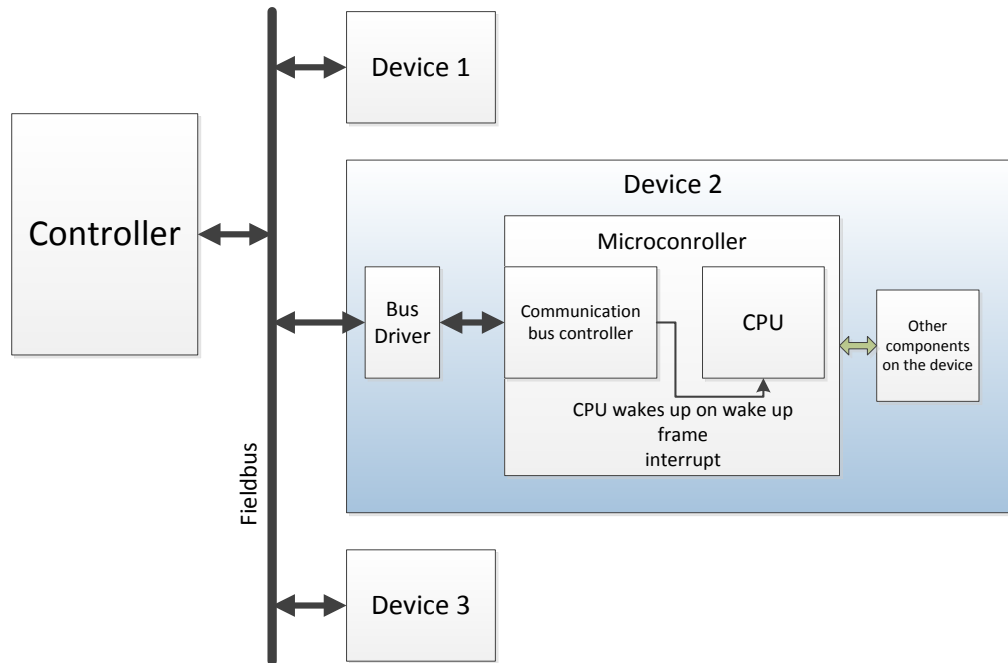 Device 1
Controller
Device 2
Microconroller
Bus
Driver
Communication
bus controller
CPU
Other
components
on the device
CPU wakes up on wake up
frame
interrupt
Fieldbus
Device 3